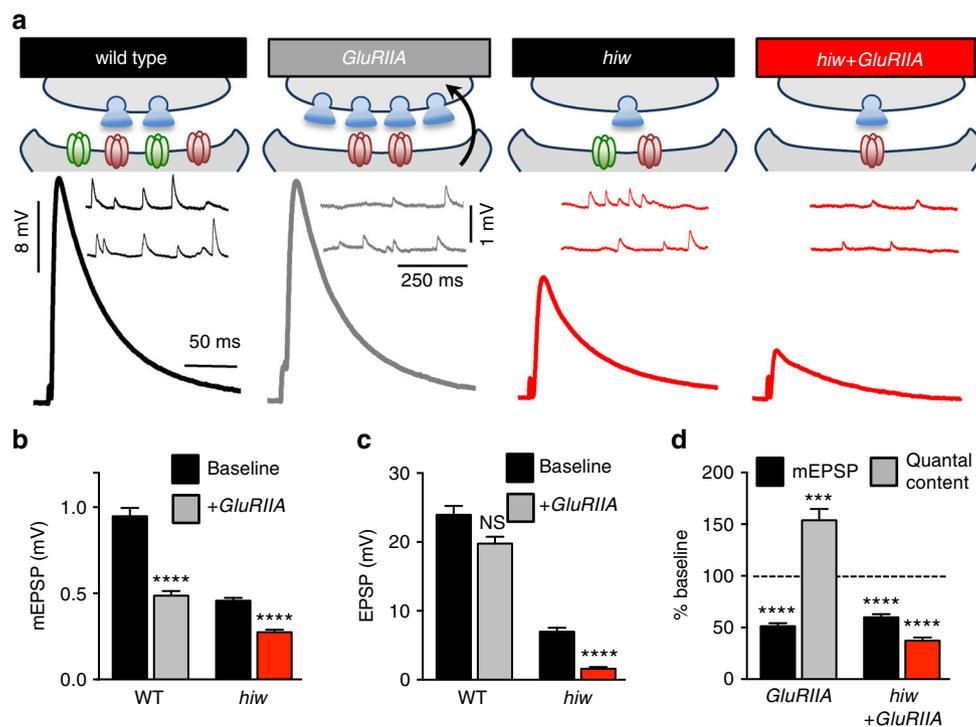 a
wild type
GluRIIA
hiw
hiw+GluRIIA
8 mV
1 mV
250 ms
50 ms
b
mEPSP (mV)
1.0
0.5
0.0
Baseline
+GluRIIA
****
****
WT
hiw
c
EPSP (mV)
30
20
10
0
Baseline
+GluRIIA
NS
****
WT
hiw
d
% baseline
200
150
100
50
0
mEPSP
Quantal
content
***
****
****
****
GluRIIA
hiw
+GluRIIA